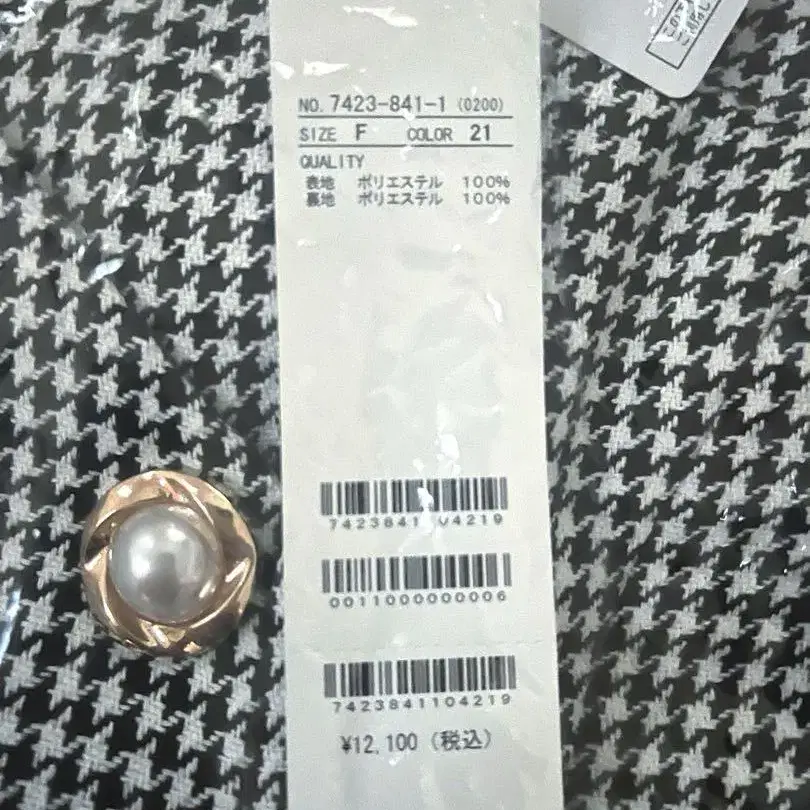 NO. 7423-841-1 (0200)
SIZE F COLOR 21
QUALITY
表地 ポリエステル 100%
裏地 ポリエステル 100%
0011000000006
7423841104219
¥12,100 (税込)